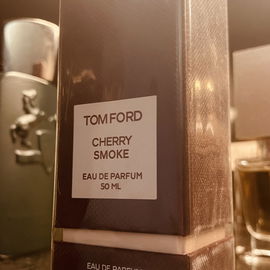 TOM FORD
CHERRY
SMOKE
EAU DE PARFUM
50 ML
EAU DE PARFUM